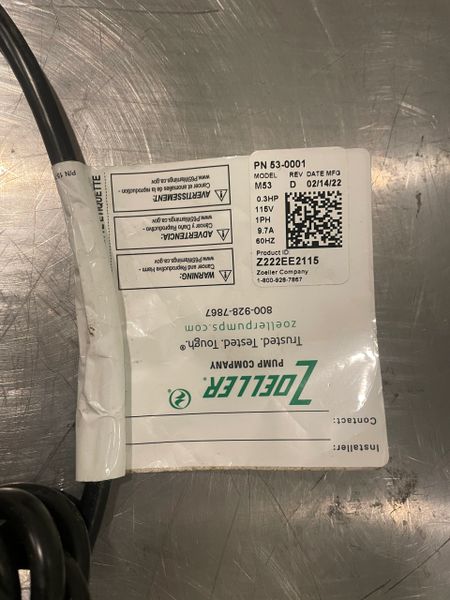 PN 53-0001
MODEL REV DATE MFG
M53 D 02/14/22
0.3HP
115V
1PH
9.7A
60HZ
Product ID:
Z222EE2115
Zoeller Company
1-800-928-7867
Installer:
Contact:
ZOELLER®
PUMP COMPANY
Trusted. Tested. Tough.®
zoellerpumps.com
800-928-7867
WARNING:
Cancer and Reproductive Harm -
www.P65Warnings.ca.gov
ADVERTENCIA:
Cáncer y Daño Reproductivo -
www.P65Warnings.ca.gov
AVERTISSEMENT:
Cancer et anomalies de la reproduction -
www.P65Warnings.ca.gov
ETIQUETTE
P/N 155